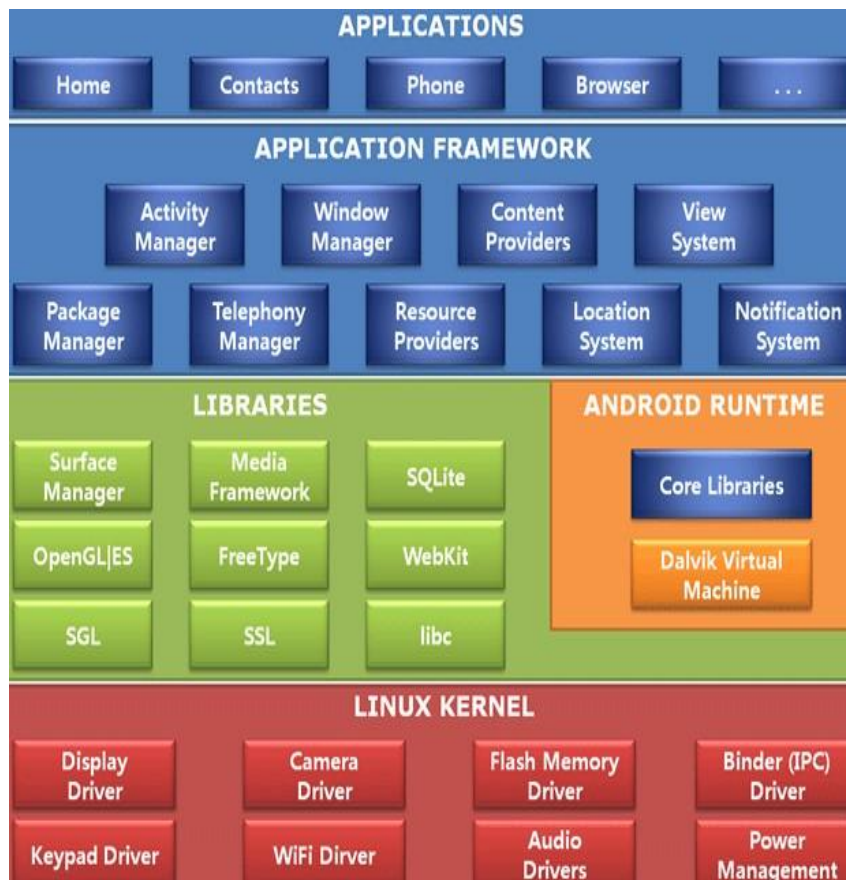 APPLICATIONS
Home
Contacts
Phone
Browser
...
APPLICATION FRAMEWORK
Activity
Manager
Window
Manager
Content
Providers
View
System
Package
Manager
Telephony
Manager
Resource
Providers
Location
System
Notification
System
LIBRARIES
Surface
Manager
Media
Framework
SQLite
OpenGL|ES
FreeType
WebKit
SGL
SSL
libc
ANDROID RUNTIME
Core Libraries
Dalvik Virtual
Machine
LINUX KERNEL
Display
Driver
Camera
Driver
Flash Memory
Driver
Binder (IPC)
Driver
Keypad Driver
WiFi Dirver
Audio
Drivers
Power
Management